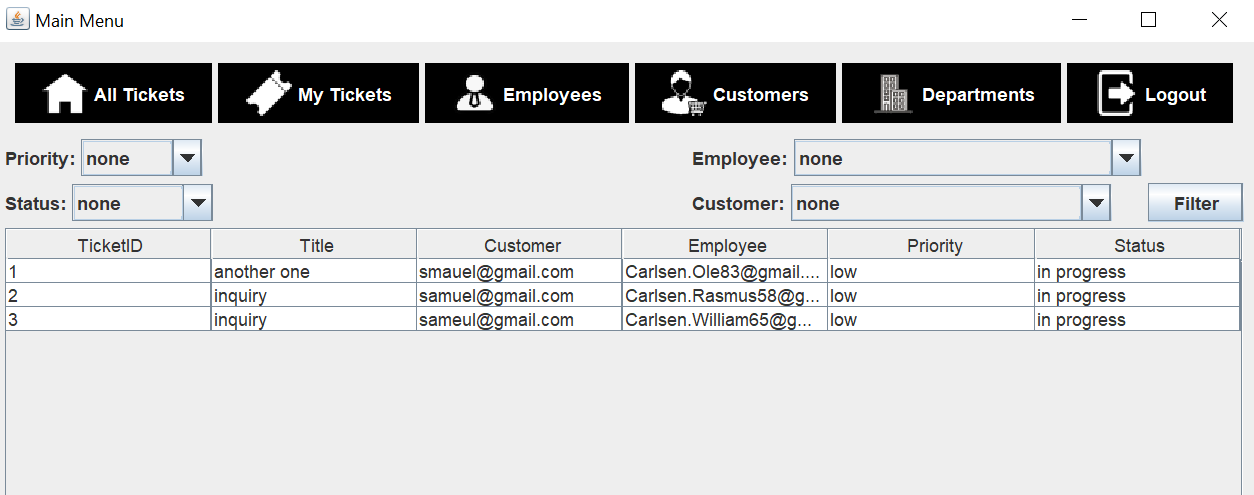 Main Menu
All Tickets My Tickets Employees Customers Departments Logout
Priority: none Employee: none
Status: none Customer: none Filter
TicketID Title Customer Employee Priority Status
1 another one smauel@gmail.com Carlsen.Ole83@gmail.... low in progress
2 inquiry samuel@gmail.com Carlsen.Rasmus58@g... low in progress
3 inquiry sameul@gmail.com Carlsen.William65@g... low in progress